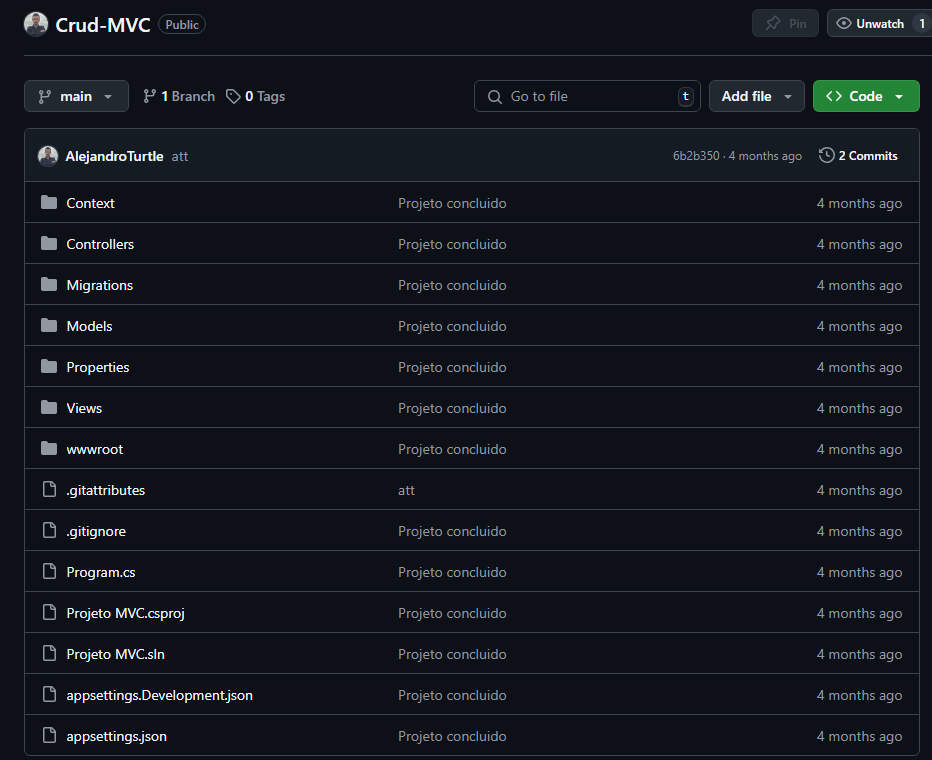 Crud-MVC Public Pin Unwatch 1
main 1 Branch 0 Tags Go to file t Add file Code
AlejandroTurtle att 6b2b350 · 4 months ago 2 Commits
Context Projeto concluido 4 months ago
Controllers Projeto concluido 4 months ago
Migrations Projeto concluido 4 months ago
Models Projeto concluido 4 months ago
Properties Projeto concluido 4 months ago
Views Projeto concluido 4 months ago
wwwroot Projeto concluido 4 months ago
.gitattributes att 4 months ago
.gitignore Projeto concluido 4 months ago
Program.cs Projeto concluido 4 months ago
Projeto MVC.csproj Projeto concluido 4 months ago
Projeto MVC.sln Projeto concluido 4 months ago
appsettings.Development.json Projeto concluido 4 months ago
appsettings.json Projeto concluido 4 months ago